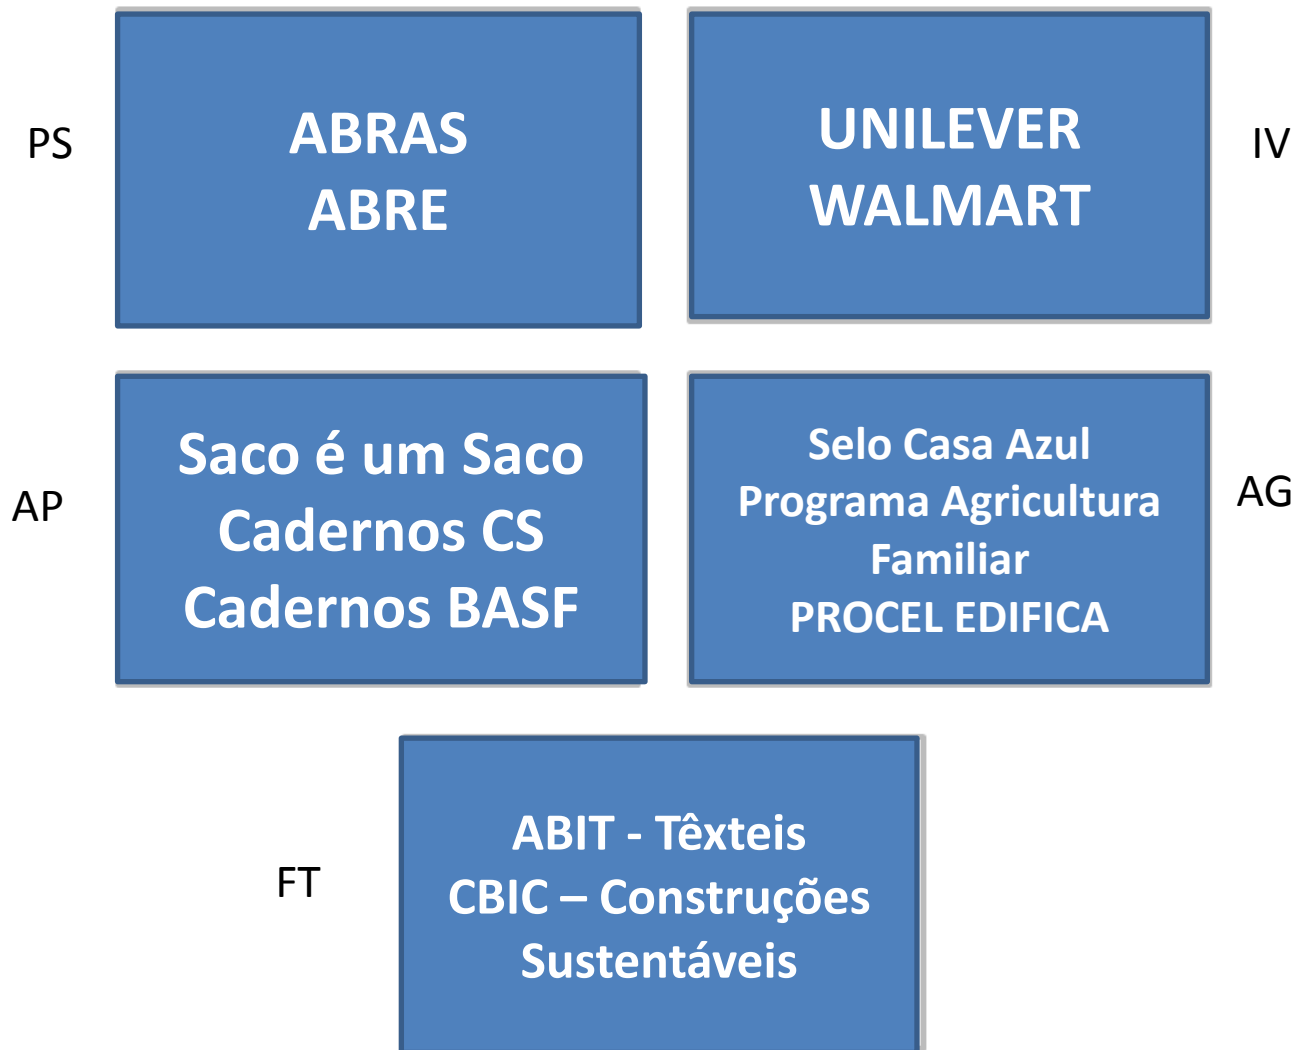 PS
ABRAS
ABRE
UNILEVER
WALMART
IV
AP
Saco é um Saco
Cadernos CS
Cadernos BASF
Selo Casa Azul
Programa Agricultura
Familiar
PROCEL EDIFICA
AG
FT
ABIT - Têxteis
CBIC – Construções
Sustentáveis